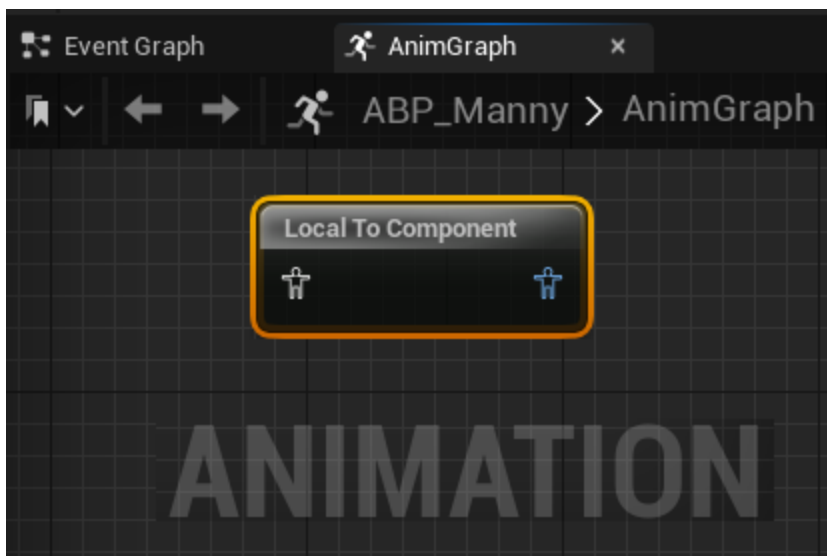 Event Graph AnimGraph ×
ABP_Manny > AnimGraph
Local To Component
ANIMATION